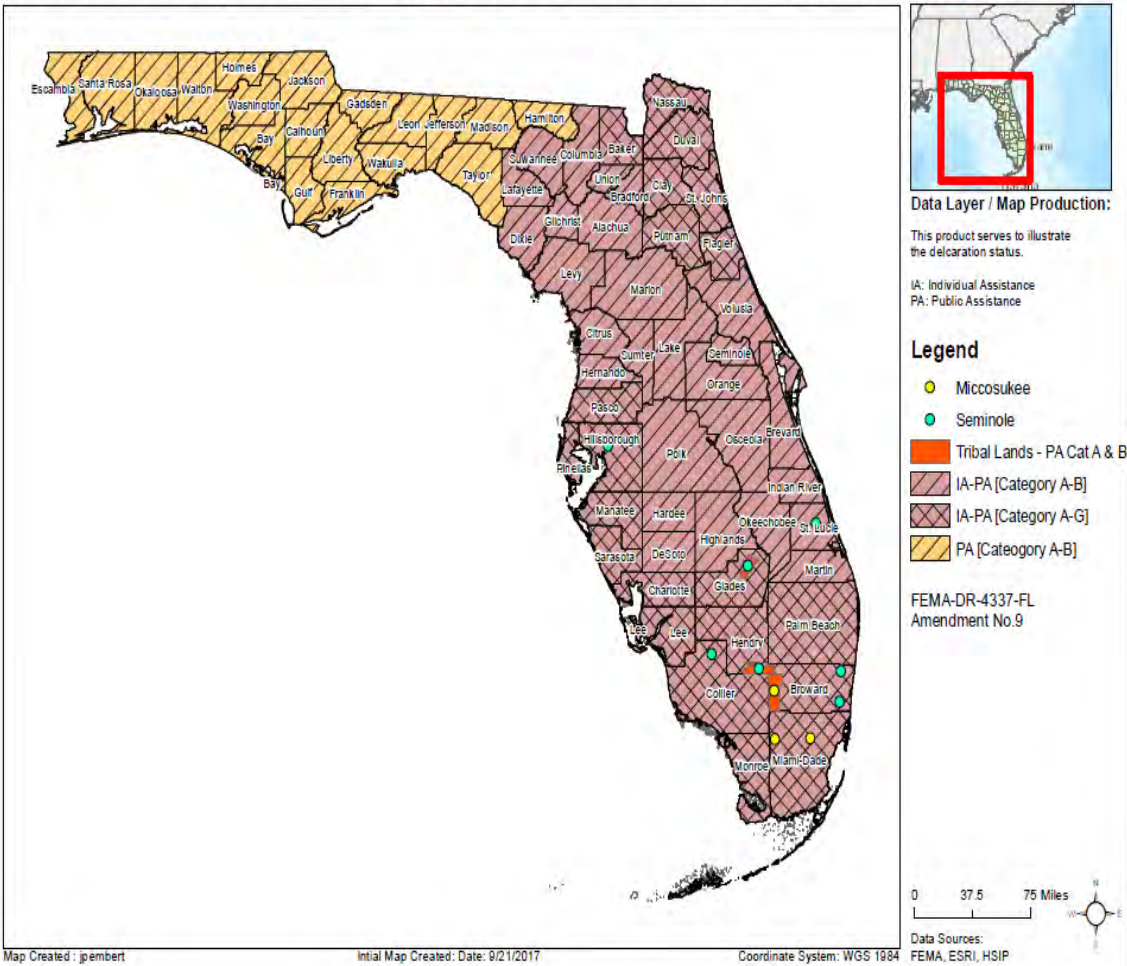 Escambia
Santa Rosa
Okaloosa
Walton
Holmes
Washington
Jackson
Bay
Bay
Calhoun
Gulf
Liberty
Franklin
Gadsden
Leon
Wakulla
Jefferson
Madison
Taylor
Hamilton
Suwannee
Lafayette
Columbia
Baker
Nassau
Duval
Union
Bradford
Clay
St. Johns
Gilchrist
Dixie
Alachua
Putnam
Flagler
Levy
Marion
Volusia
Citrus
Sumter
Lake
Seminole
Hernando
Orange
Pasco
Hillsborough
Pinellas
Polk
Osceola
Brevard
Indian River
Manatee
Hardee
Okeechobee
St. Lucie
Highlands
Sarasota
DeSoto
Martin
Charlotte
Glades
Lee
Lee
Hendry
Palm Beach
Collier
Broward
Monroe
Miami-Dade
Data Layer / Map Production:
This product serves to illustrate
the delcaration status.
IA: Individual Assistance
PA: Public Assistance
Legend
Miccosukee
Seminole
Tribal Lands - PA Cat A & B
IA-PA [Category A-B]
IA-PA [Category A-G]
PA [Cateogory A-B]
FEMA-DR-4337-FL
Amendment No.9
0 37.5 75 Miles
N
W E
Data Sources:
FEMA, ESRI, HSIP
Map Created : jpembert
Intial Map Created: Date: 9/21/2017
Coordinate System: WGS 1984